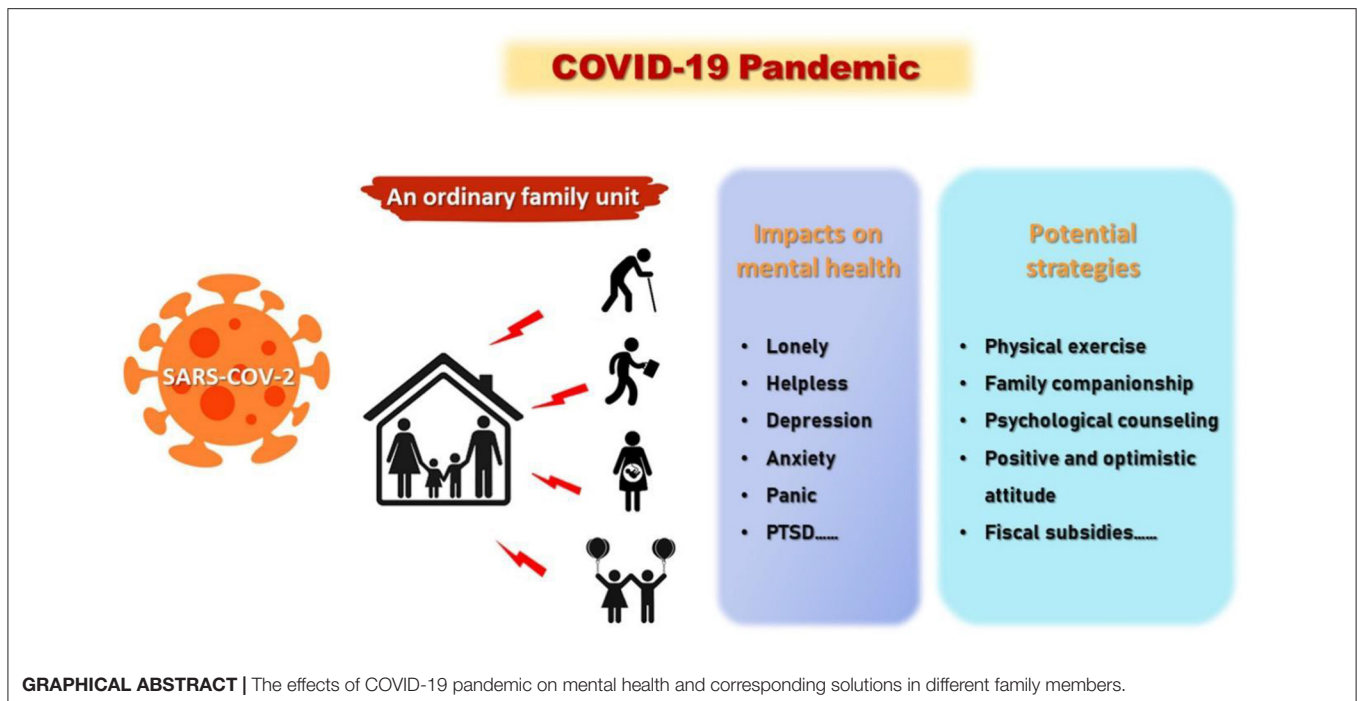 COVID-19 Pandemic
An ordinary family unit
SARS-COV-2
Impacts on
mental health
• Lonely
• Helpless
• Depression
• Anxiety
• Panic
• PTSD......
Potential
strategies
• Physical exercise
• Family companionship
• Psychological counseling
• Positive and optimistic
attitude
• Fiscal subsidies......
GRAPHICAL ABSTRACT | The effects of COVID-19 pandemic on mental health and corresponding solutions in different family members.